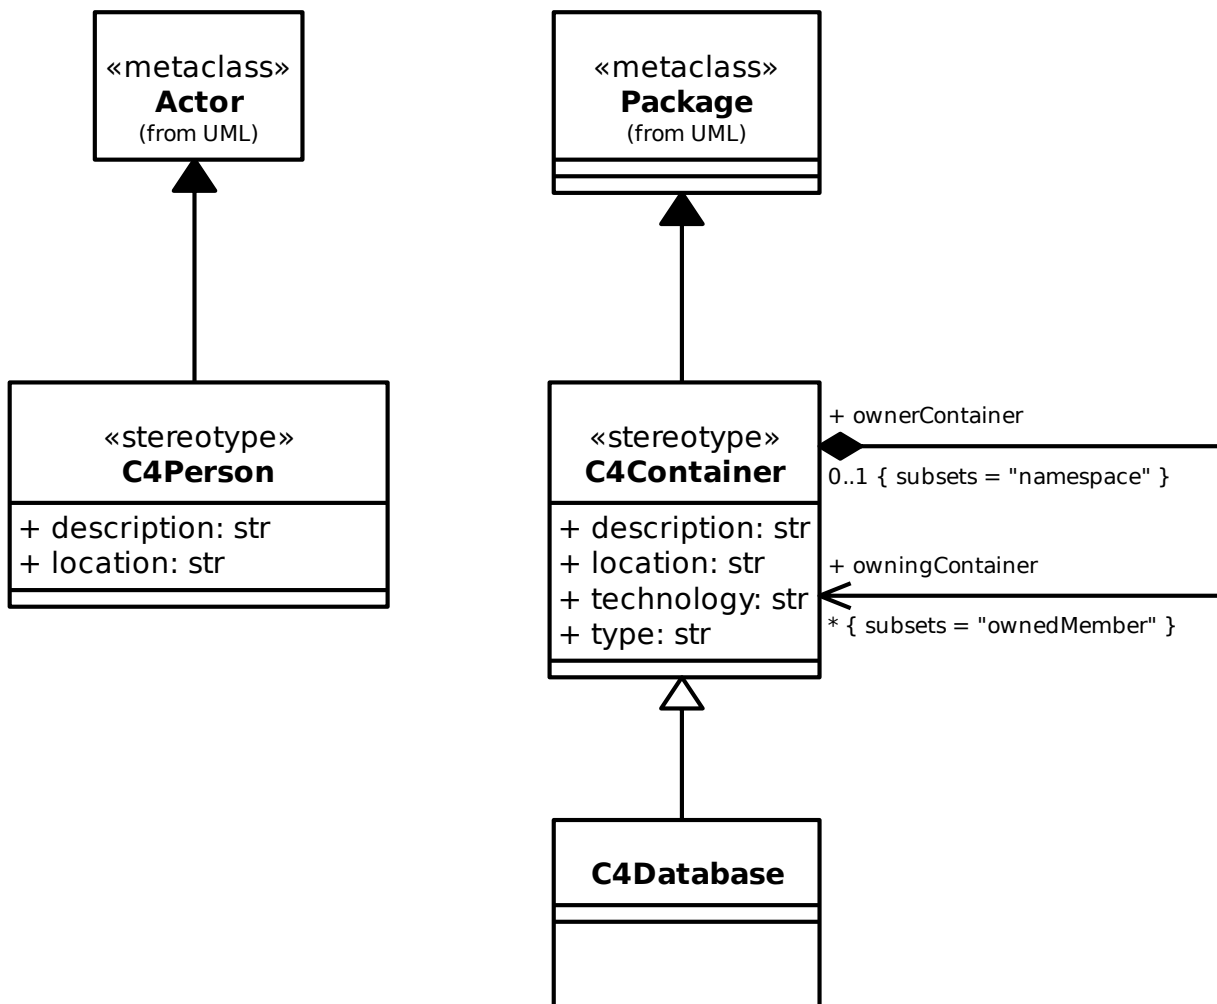 «metaclass»
Actor
(from UML)
«metaclass»
Package
(from UML)
«stereotype»
C4Person
+ description: str
+ location: str
«stereotype»
C4Container
+ description: str
+ location: str
+ technology: str
+ type: str
+ ownerContainer
0..1 { subsets = "namespace" }
+ owningContainer
* { subsets = "ownedMember" }
C4Database